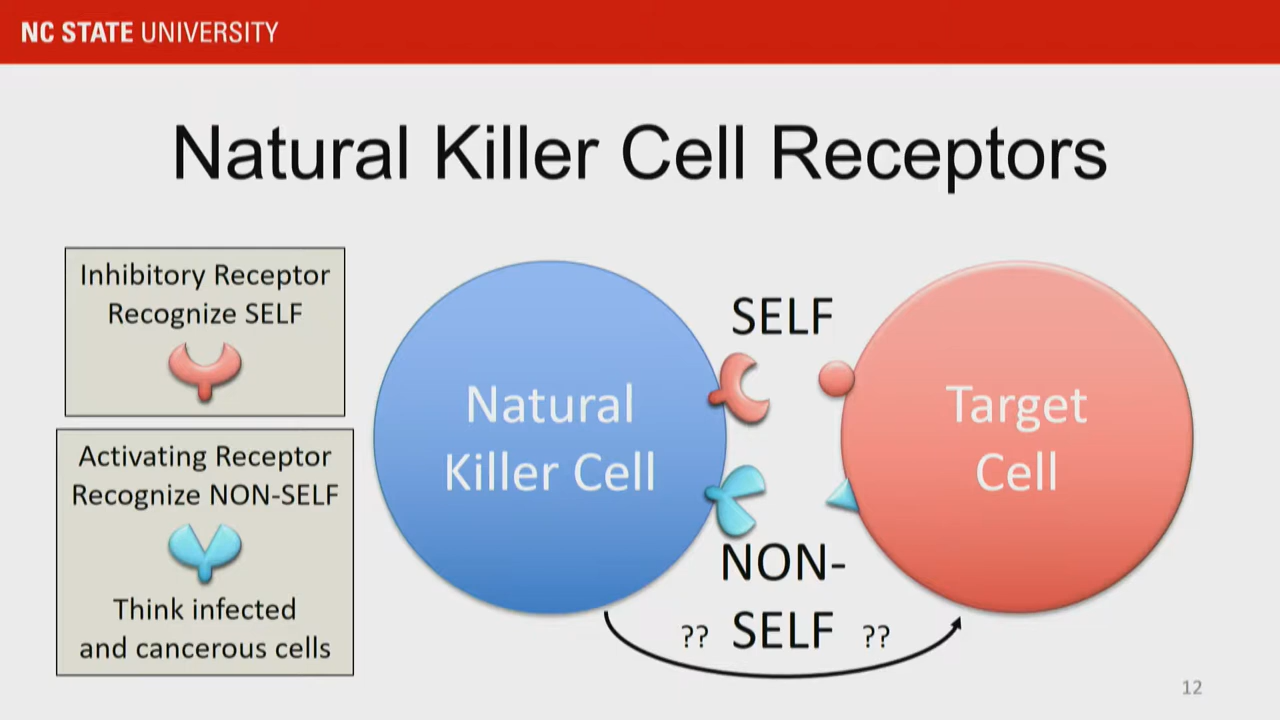 NC STATE UNIVERSITY
Natural Killer Cell Receptors
Inhibitory Receptor
Recognize SELF
Activating Receptor
Recognize NON-SELF
Think infected
and cancerous cells
Natural
Killer Cell
SELF
NON-
?? SELF ??
Target
Cell
12